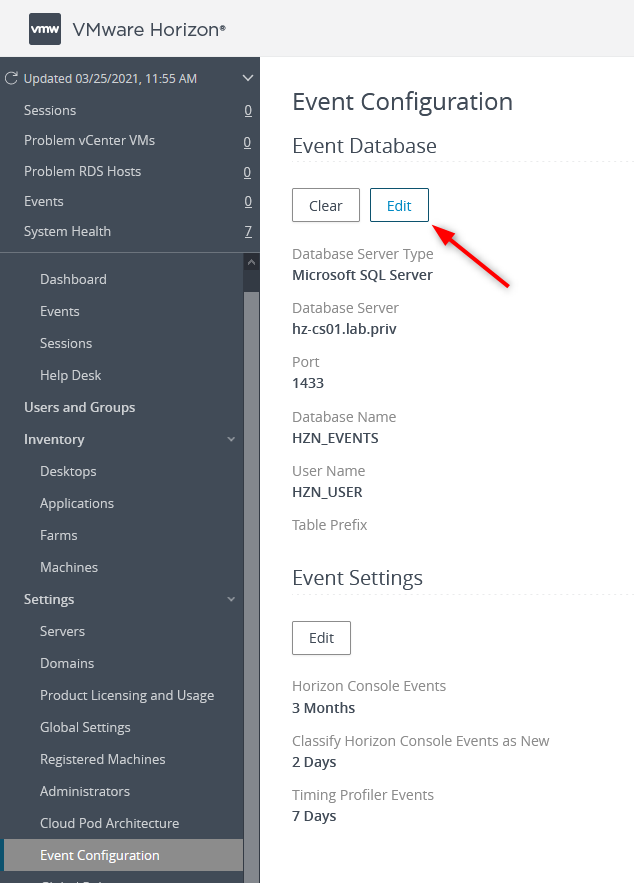 vmw VMware Horizon®
Updated 03/25/2021, 11:55 AM
Sessions 0
Problem vCenter VMs 0
Problem RDS Hosts 0
Events 0
System Health 7
Dashboard
Events
Sessions
Help Desk
Users and Groups
Inventory
Desktops
Applications
Farms
Machines
Settings
Servers
Domains
Product Licensing and Usage
Global Settings
Registered Machines
Administrators
Cloud Pod Architecture
Event Configuration
Event Configuration
Event Database
Clear Edit
Database Server Type
Microsoft SQL Server
Database Server
hz-cs01.lab.priv
Port
1433
Database Name
HZN_EVENTS
User Name
HZN_USER
Table Prefix
Event Settings
Edit
Horizon Console Events
3 Months
Classify Horizon Console Events as New
2 Days
Timing Profiler Events
7 Days